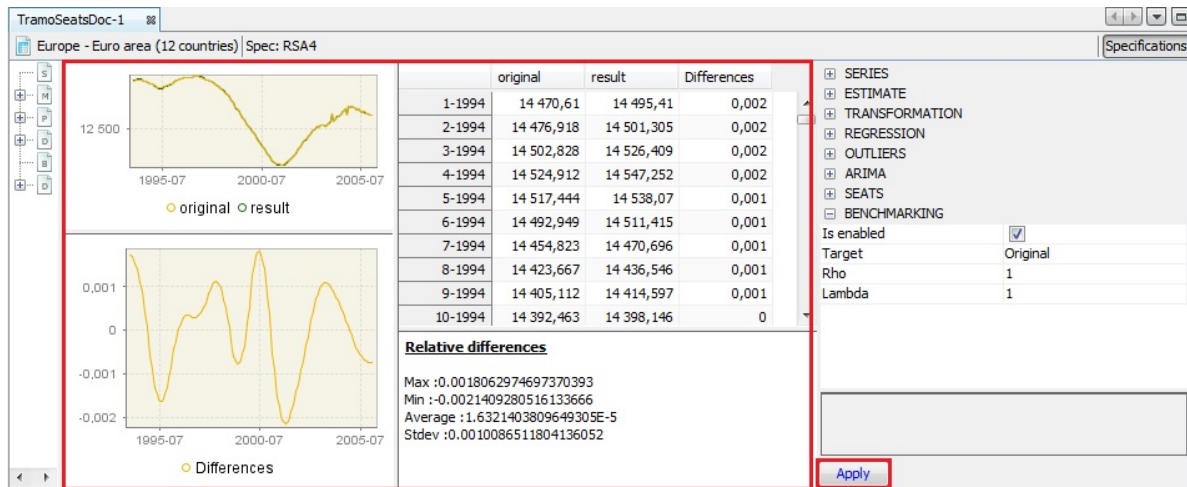 TramoSeatsDoc-1
Europe - Euro area (12 countries) Spec: RSA4 Specifications
S
M
P
D
B
D
12 500
1995-07 2000-07 2005-07
original result
0,001
0
-0,001
-0,002
1995-07 2000-07 2005-07
Differences
original result Differences
1-1994 14 470,61 14 495,41 0,002
2-1994 14 476,918 14 501,305 0,002
3-1994 14 502,828 14 526,409 0,002
4-1994 14 524,912 14 547,252 0,002
5-1994 14 517,444 14 538,07 0,001
6-1994 14 492,949 14 511,415 0,001
7-1994 14 454,823 14 470,696 0,001
8-1994 14 423,667 14 436,546 0,001
9-1994 14 405,112 14 414,597 0,001
10-1994 14 392,463 14 398,146 0
Relative differences
Max :0.0018062974697370393
Min :-0.0021409280516133666
Average :1.6321403809649305E-5
Stdev :0.0010086511804136052
SERIES
ESTIMATE
TRANSFORMATION
REGRESSION
OUTLIERS
ARIMA
SEATS
BENCHMARKING
Is enabled
Target Original
Rho 1
Lambda 1
Apply